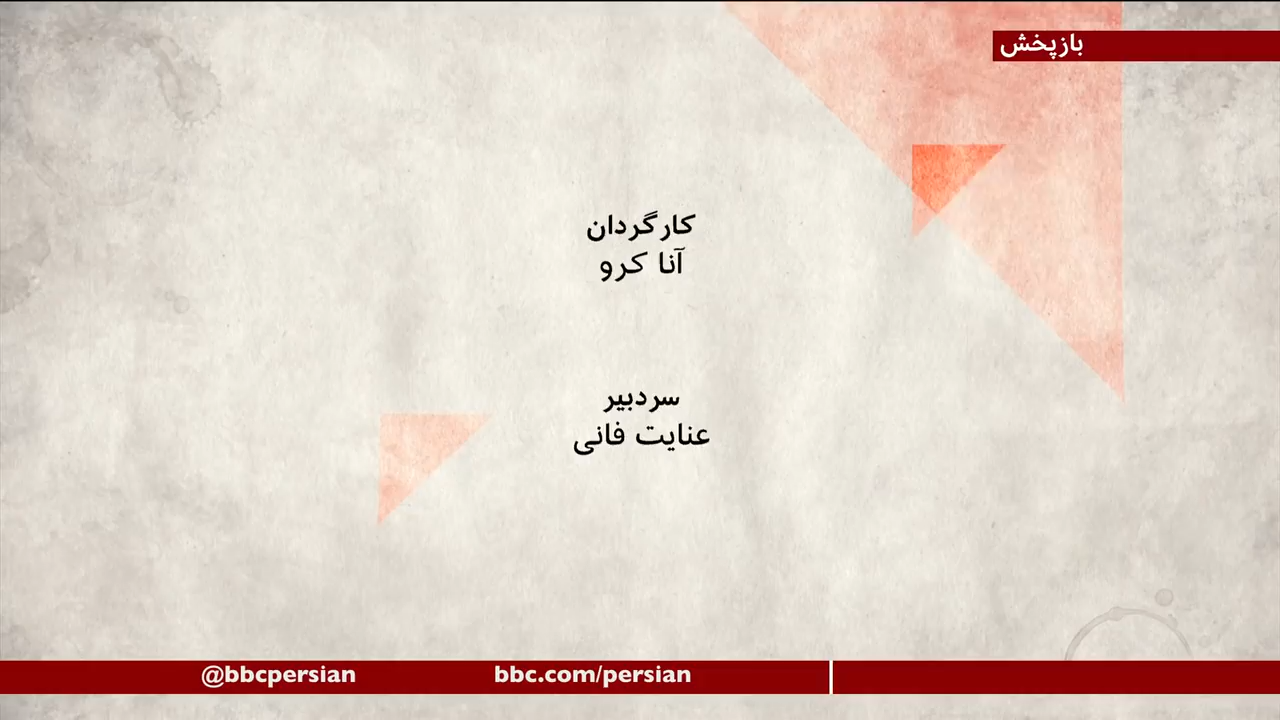 بازپخش
کارگردان
آنا کرو
سردبیر
عنایت فانی
@bbcpersian
bbc.com/persian